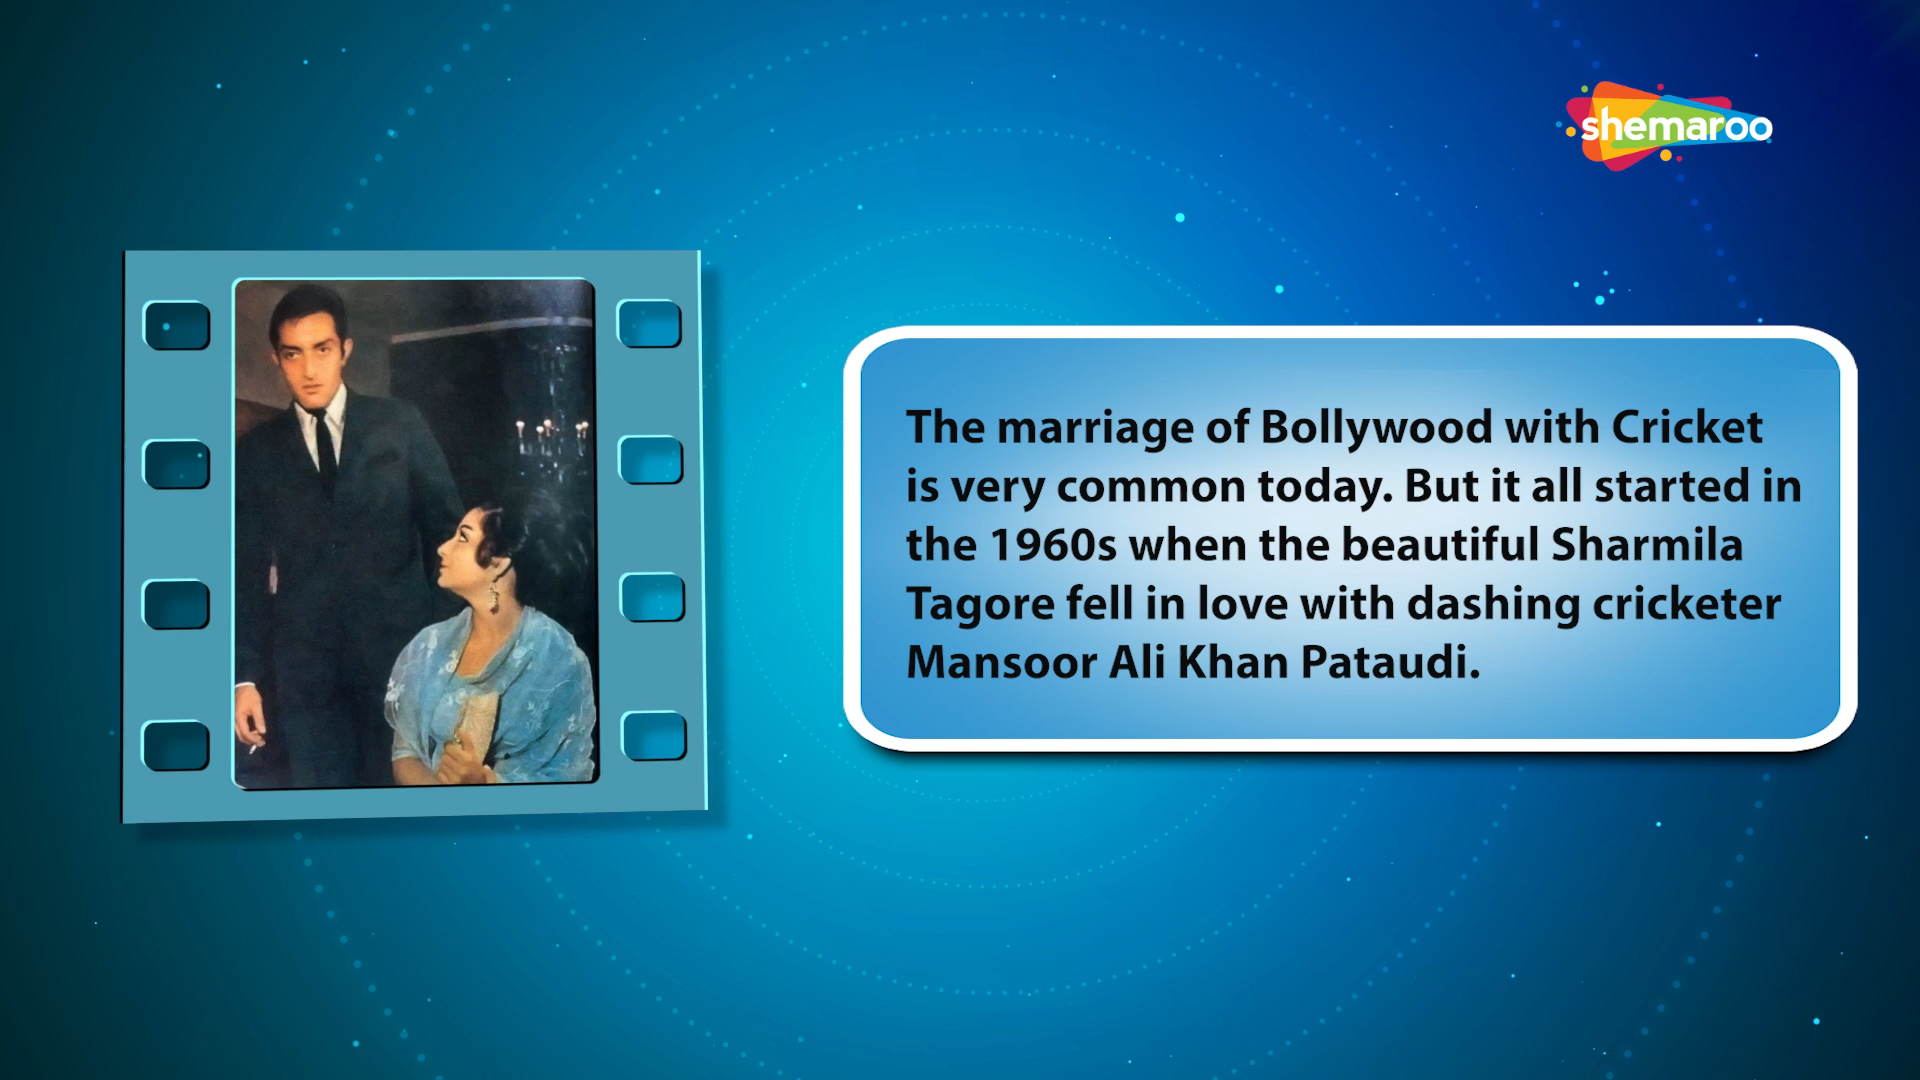 shemaroo
The marriage of Bollywood with Cricket
is very common today. But it all started in
the 1960s when the beautiful Sharmila
Tagore fell in love with dashing cricketer
Mansoor Ali Khan Pataudi.